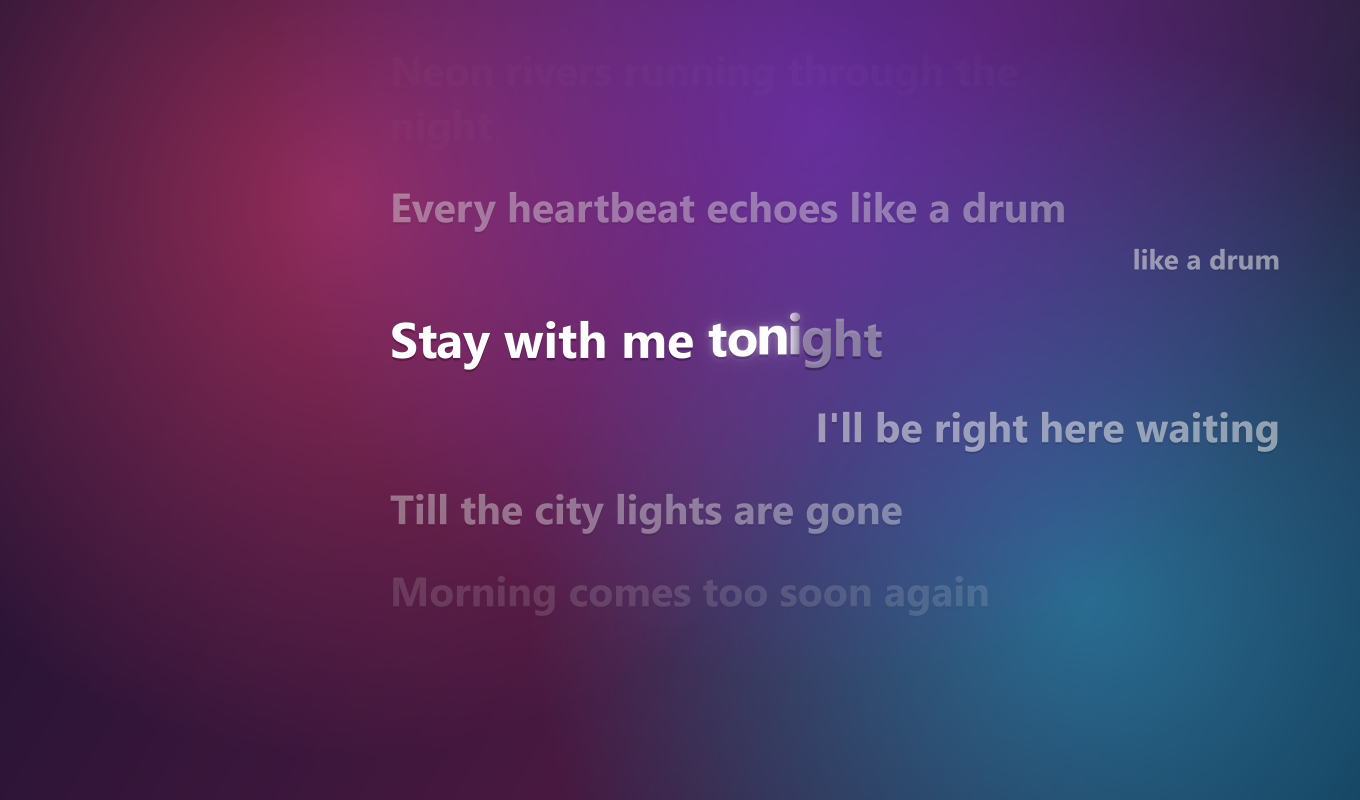 Neon rivers running through the
night
Every heartbeat echoes like a drum
like a drum
Stay with me tonight
I'll be right here waiting
Till the city lights are gone
Morning comes too soon again